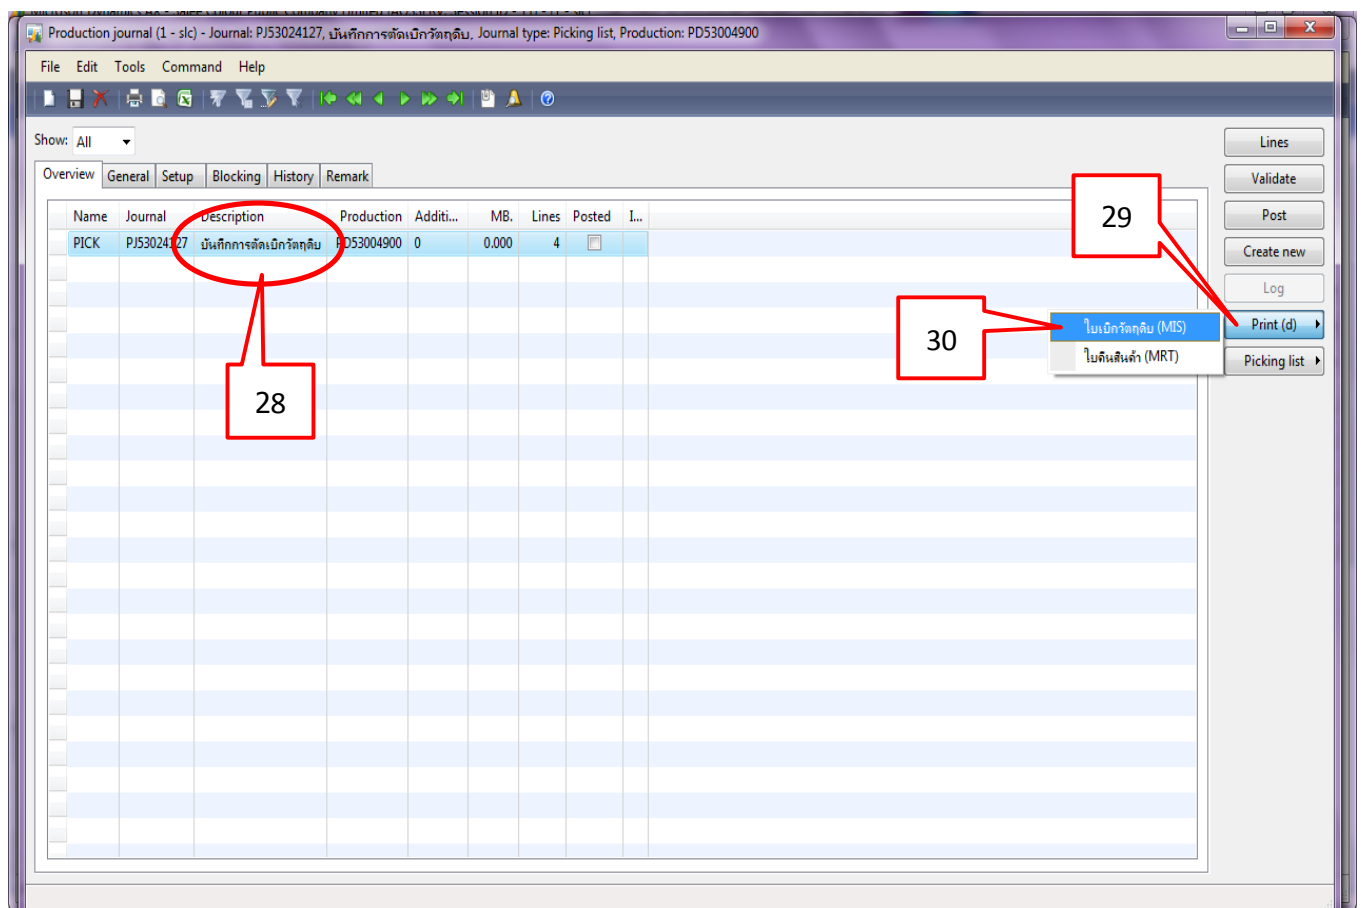 Production journal (1 - slc) - Journal: PJ53024127, บันทึกการตัดเบิกวัตถุดิบ, Journal type: Picking list, Production: PD53004900
File Edit Tools Command Help
Show: All
Overview General Setup Blocking History Remark
Name Journal Description Production Additi... MB. Lines Posted I...
PICK PJ53024127 บันทึกการตัดเบิกวัตถุดิบ PD53004900 0 0.000 4
Lines
Validate
Post
Create new
Log
Print (d)
Picking list
ใบเบิกวัตถุดิบ (MIS)
ใบคืนสินค้า (MRT)
28
29
30